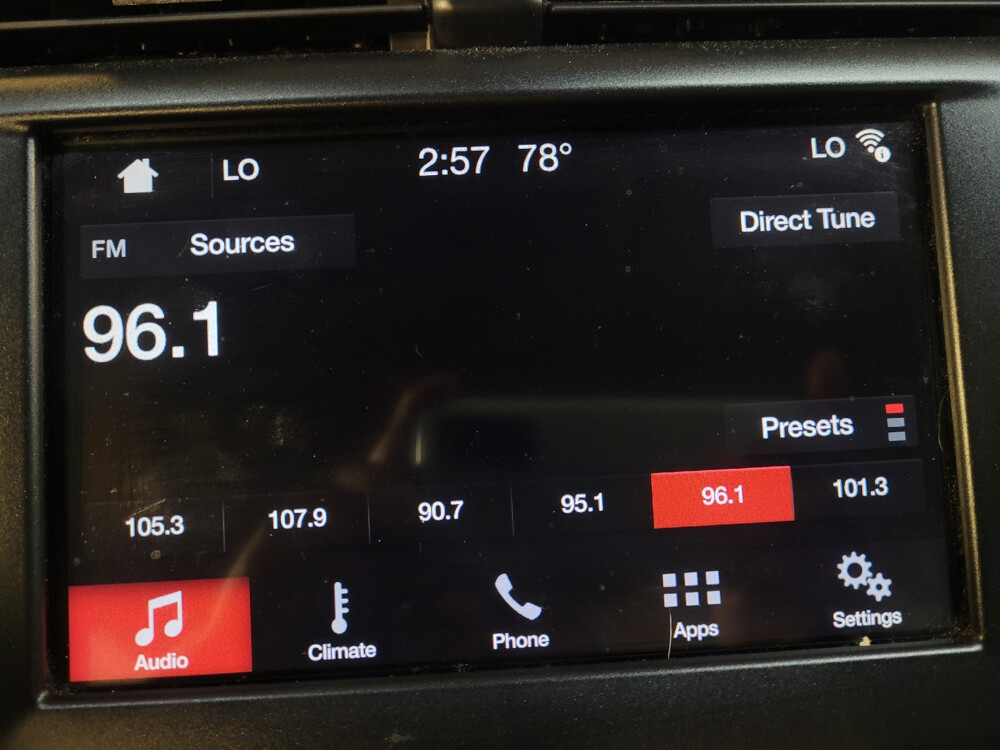 LO 2:57 78° LO
FM Sources Direct Tune
96.1
Presets
105.3 107.9 90.7 95.1 96.1 101.3
Audio Climate Phone Apps Settings